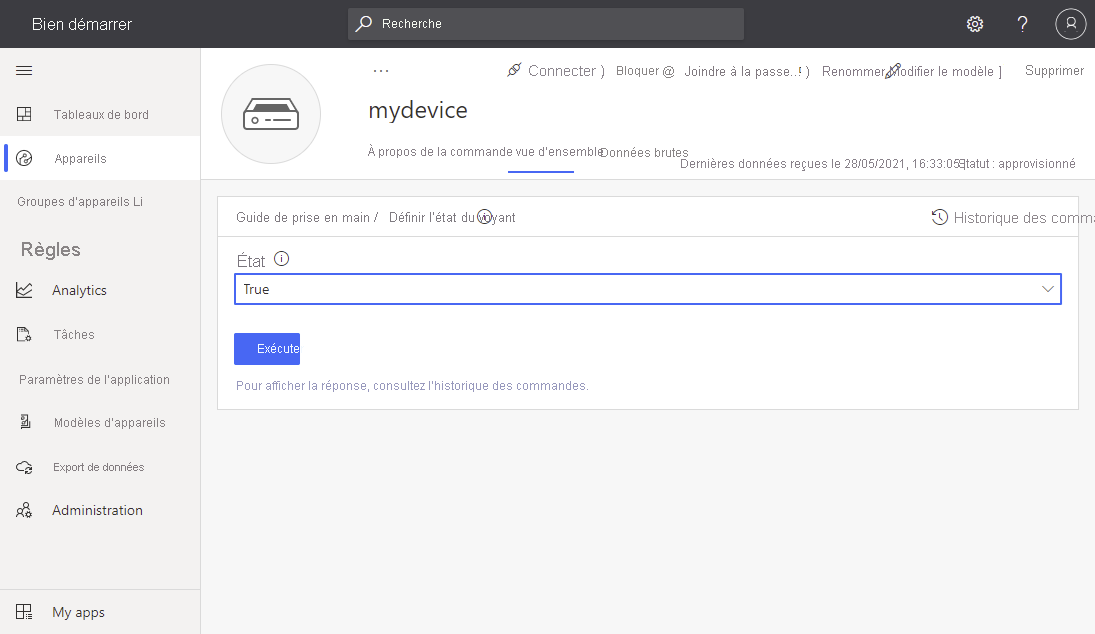 Bien démarrer
Recherche
?
Tableaux de bord
Appareils
Groupes d'appareils Li
Règles
Analytics
Tâches
Paramètres de l'application
Modèles d'appareils
Export de données
Administration
My apps
... Connecter ) Bloquer @ Joindre à la passe..! ) Renommer Modifier le modèle ] Supprimer
mydevice
À propos de la commande vue d'ensemble Données brutes
Dernières données reçues le 28/05/2021, 16:33:05 | Statut : approvisionné
Guide de prise en main / Définir l'état du voyant
Historique des comma
État
True
Exécute
Pour afficher la réponse, consultez l'historique des commandes.